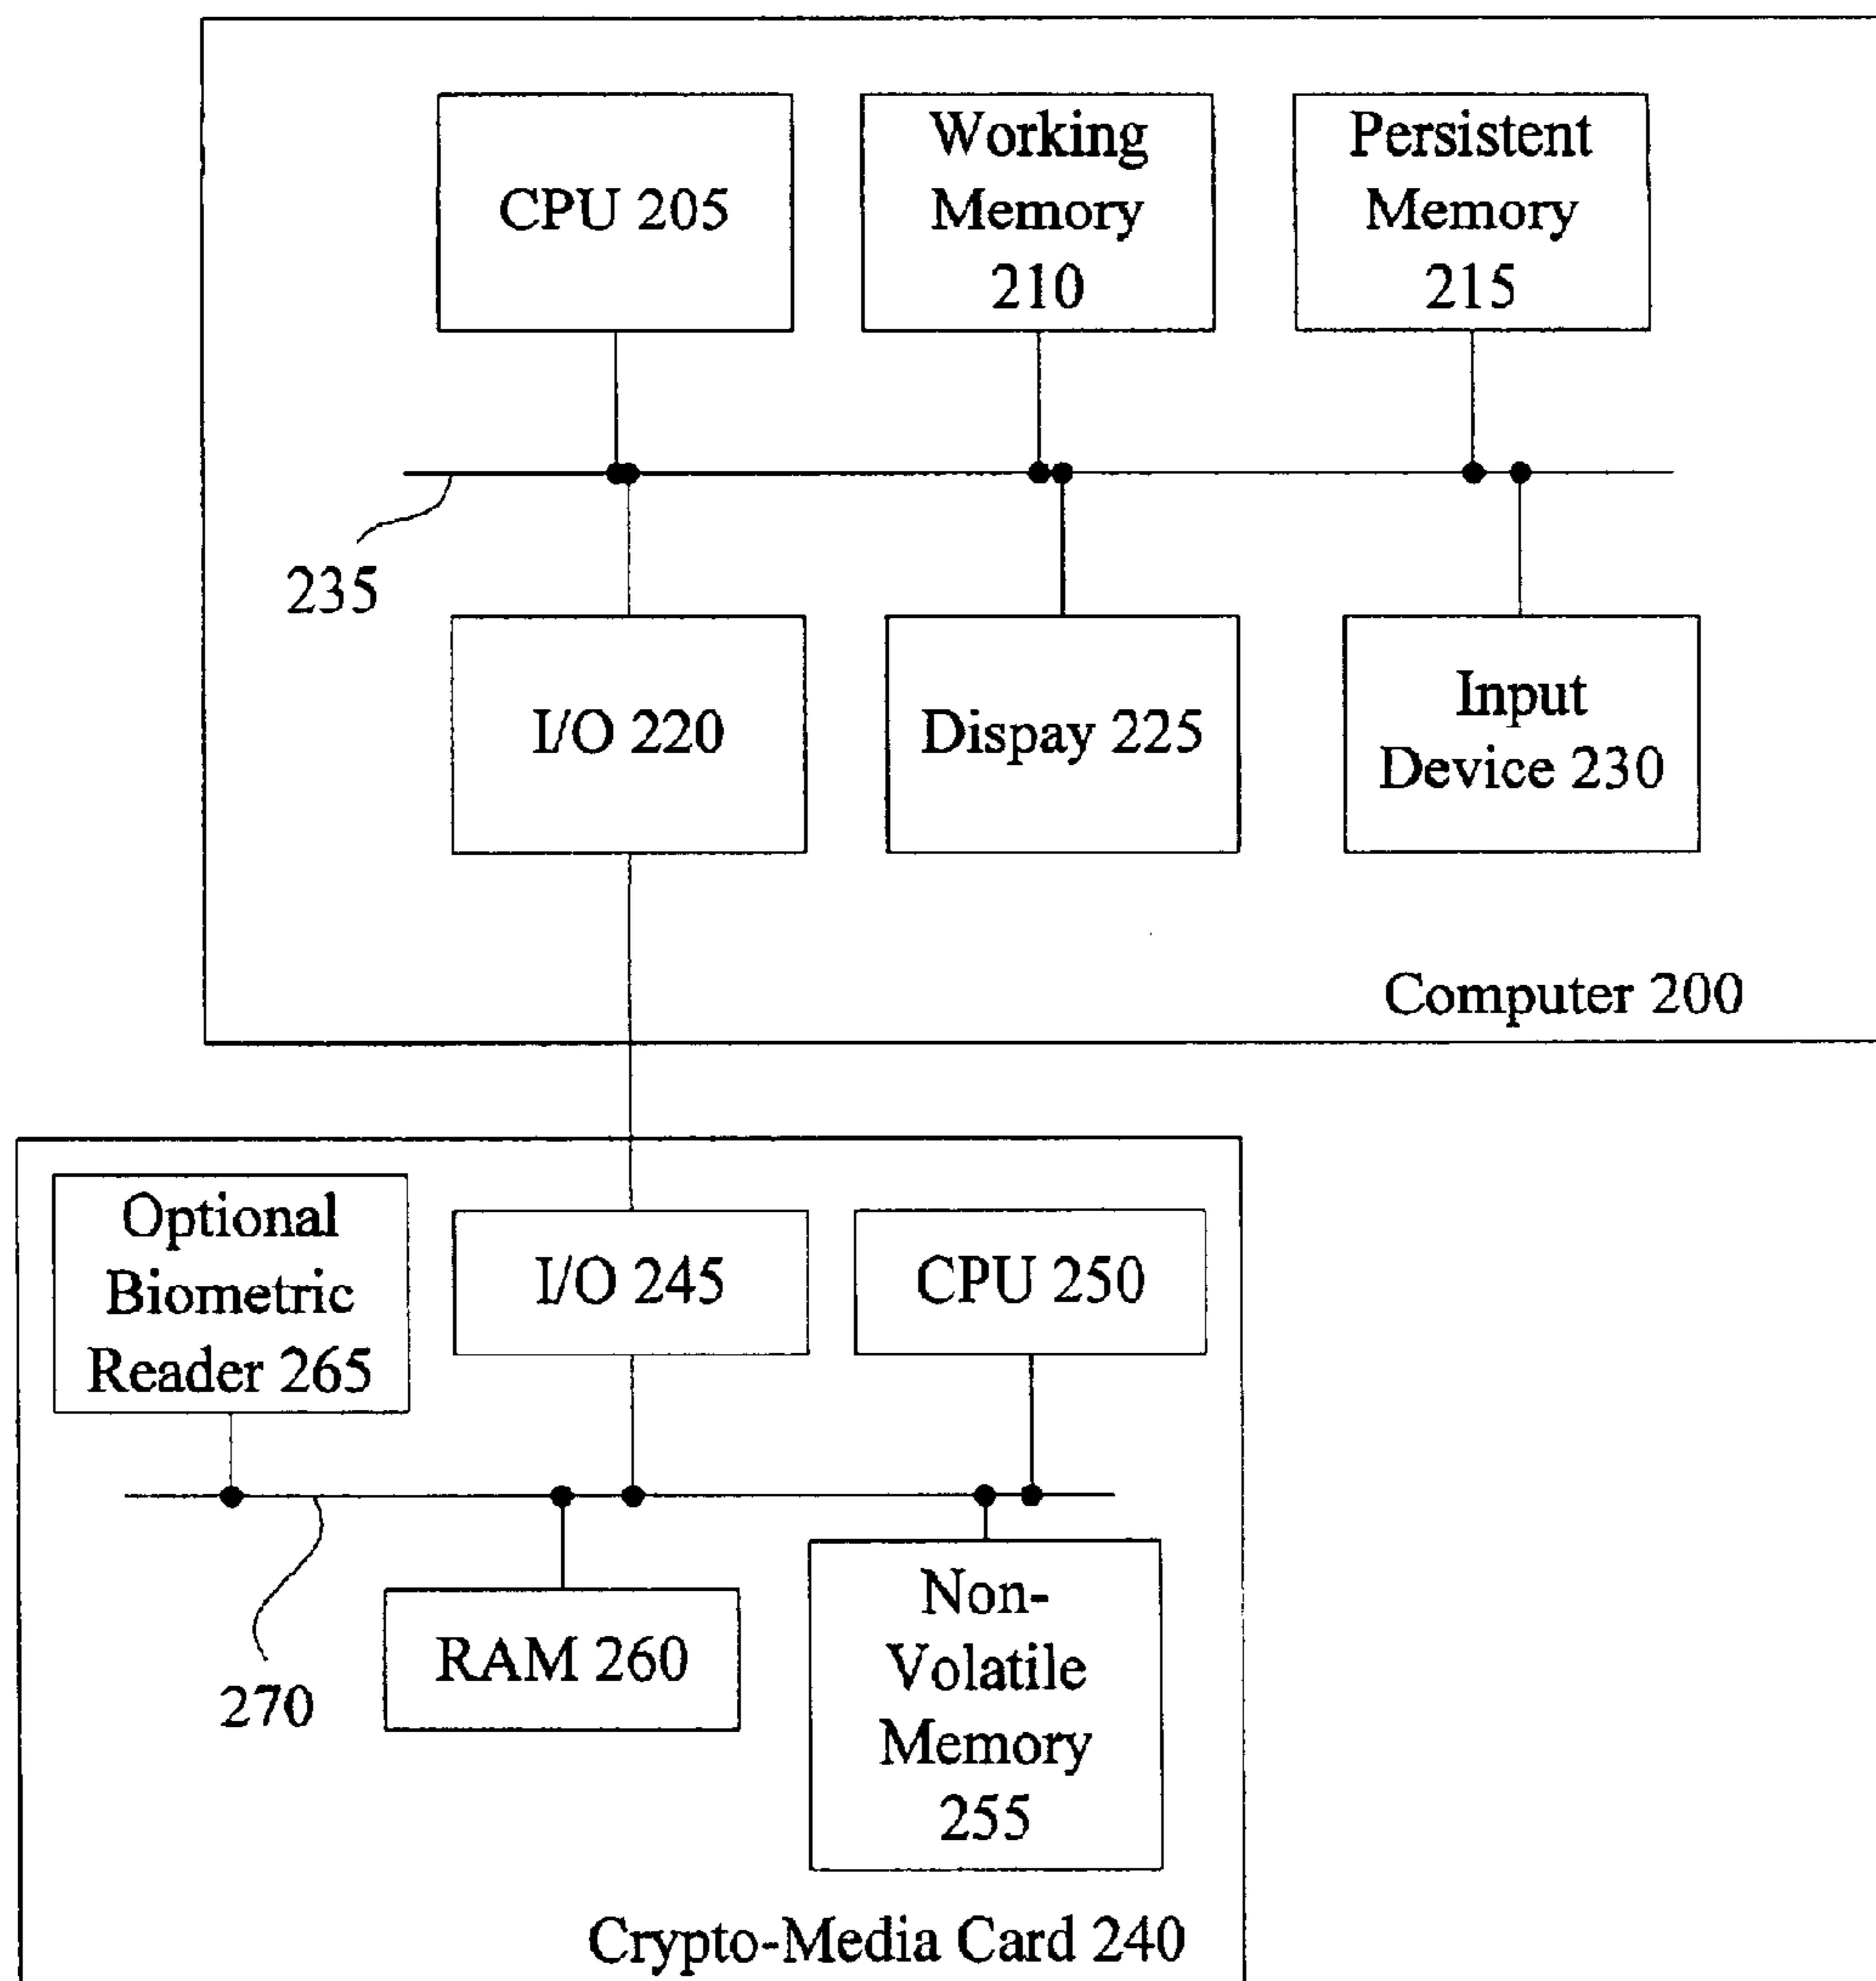 CPU 205
Working
Memory
210
Persistent
Memory
215
235
I/O 220
Dispay 225
Input
Device 230
Computer 200
Optional
Biometric
Reader 265
I/O 245
CPU 250
270
RAM 260
Non-
Volatile
Memory
255
Crypto-Media Card 240